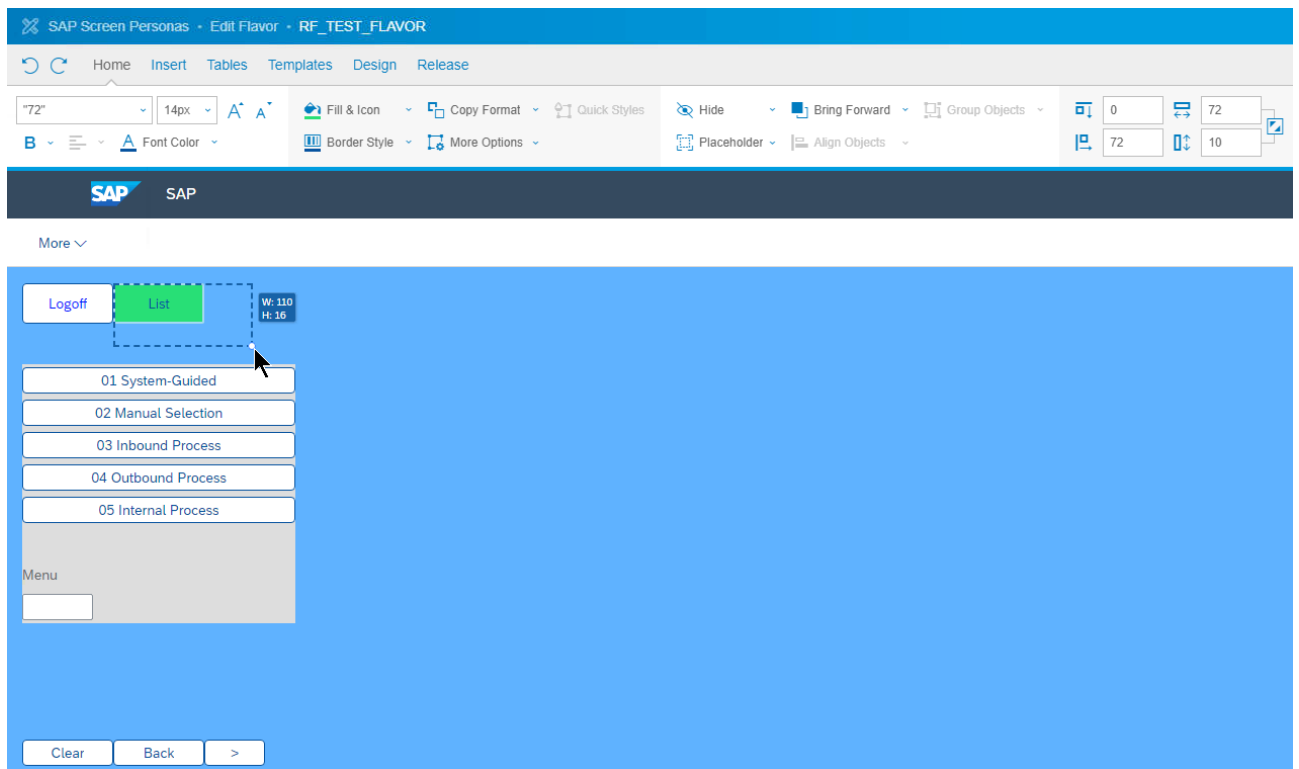 SAP Screen Personas • Edit Flavor • RF_TEST_FLAVOR
Home Insert Tables Templates Design Release
"72" 14px A A Fill & Icon Copy Format Quick Styles Hide Bring Forward Group Objects 0 72
B A Font Color Border Style More Options Placeholder Align Objects 72 10
SAP SAP
More
Logoff List W: 110
H: 16
01 System-Guided
02 Manual Selection
03 Inbound Process
04 Outbound Process
05 Internal Process
Menu
Clear Back >